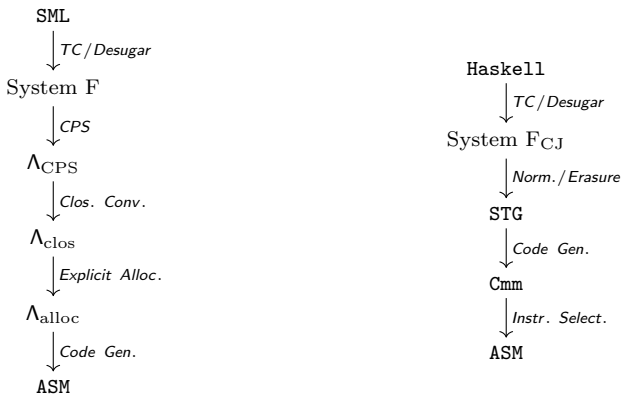 SML
TC/Desugar
System F
CPS
Λ_CPS
Clos. Conv.
Λ_clos
Explicit Alloc.
Λ_alloc
Code Gen.
ASM
Haskell
TC/Desugar
System F_CJ
Norm./Erasure
STG
Code Gen.
Cmm
Instr. Select.
ASM